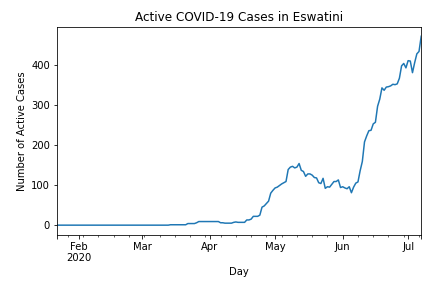 Active COVID-19 Cases in Eswatini
Number of Active Cases
400
300
200
100
0
Feb
2020
Mar
Apr
May
Jun
Jul
Day